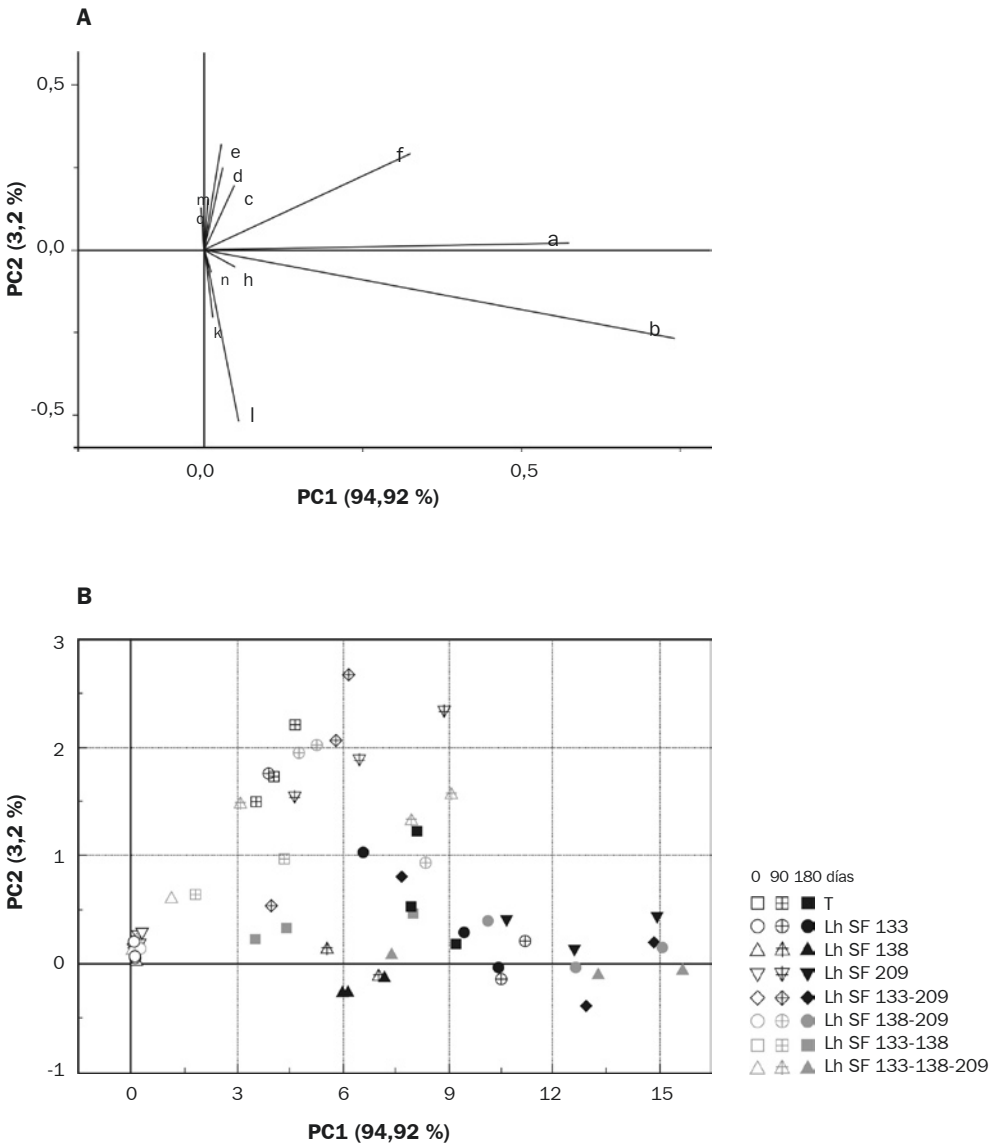 A
0,5
0,0
-0,5
PC2 (3,2 %)
e
d
c
f
m
a
n
h
b
k
l
0,0
0,5
PC1 (94,92 %)
B
3
2
1
0
-1
PC2 (3,2 %)
0
3
6
9
12
15
PC1 (94,92 %)
0 90 180 días
T
Lh SF 133
Lh SF 138
Lh SF 209
Lh SF 133-209
Lh SF 138-209
Lh SF 133-138
Lh SF 133-138-209